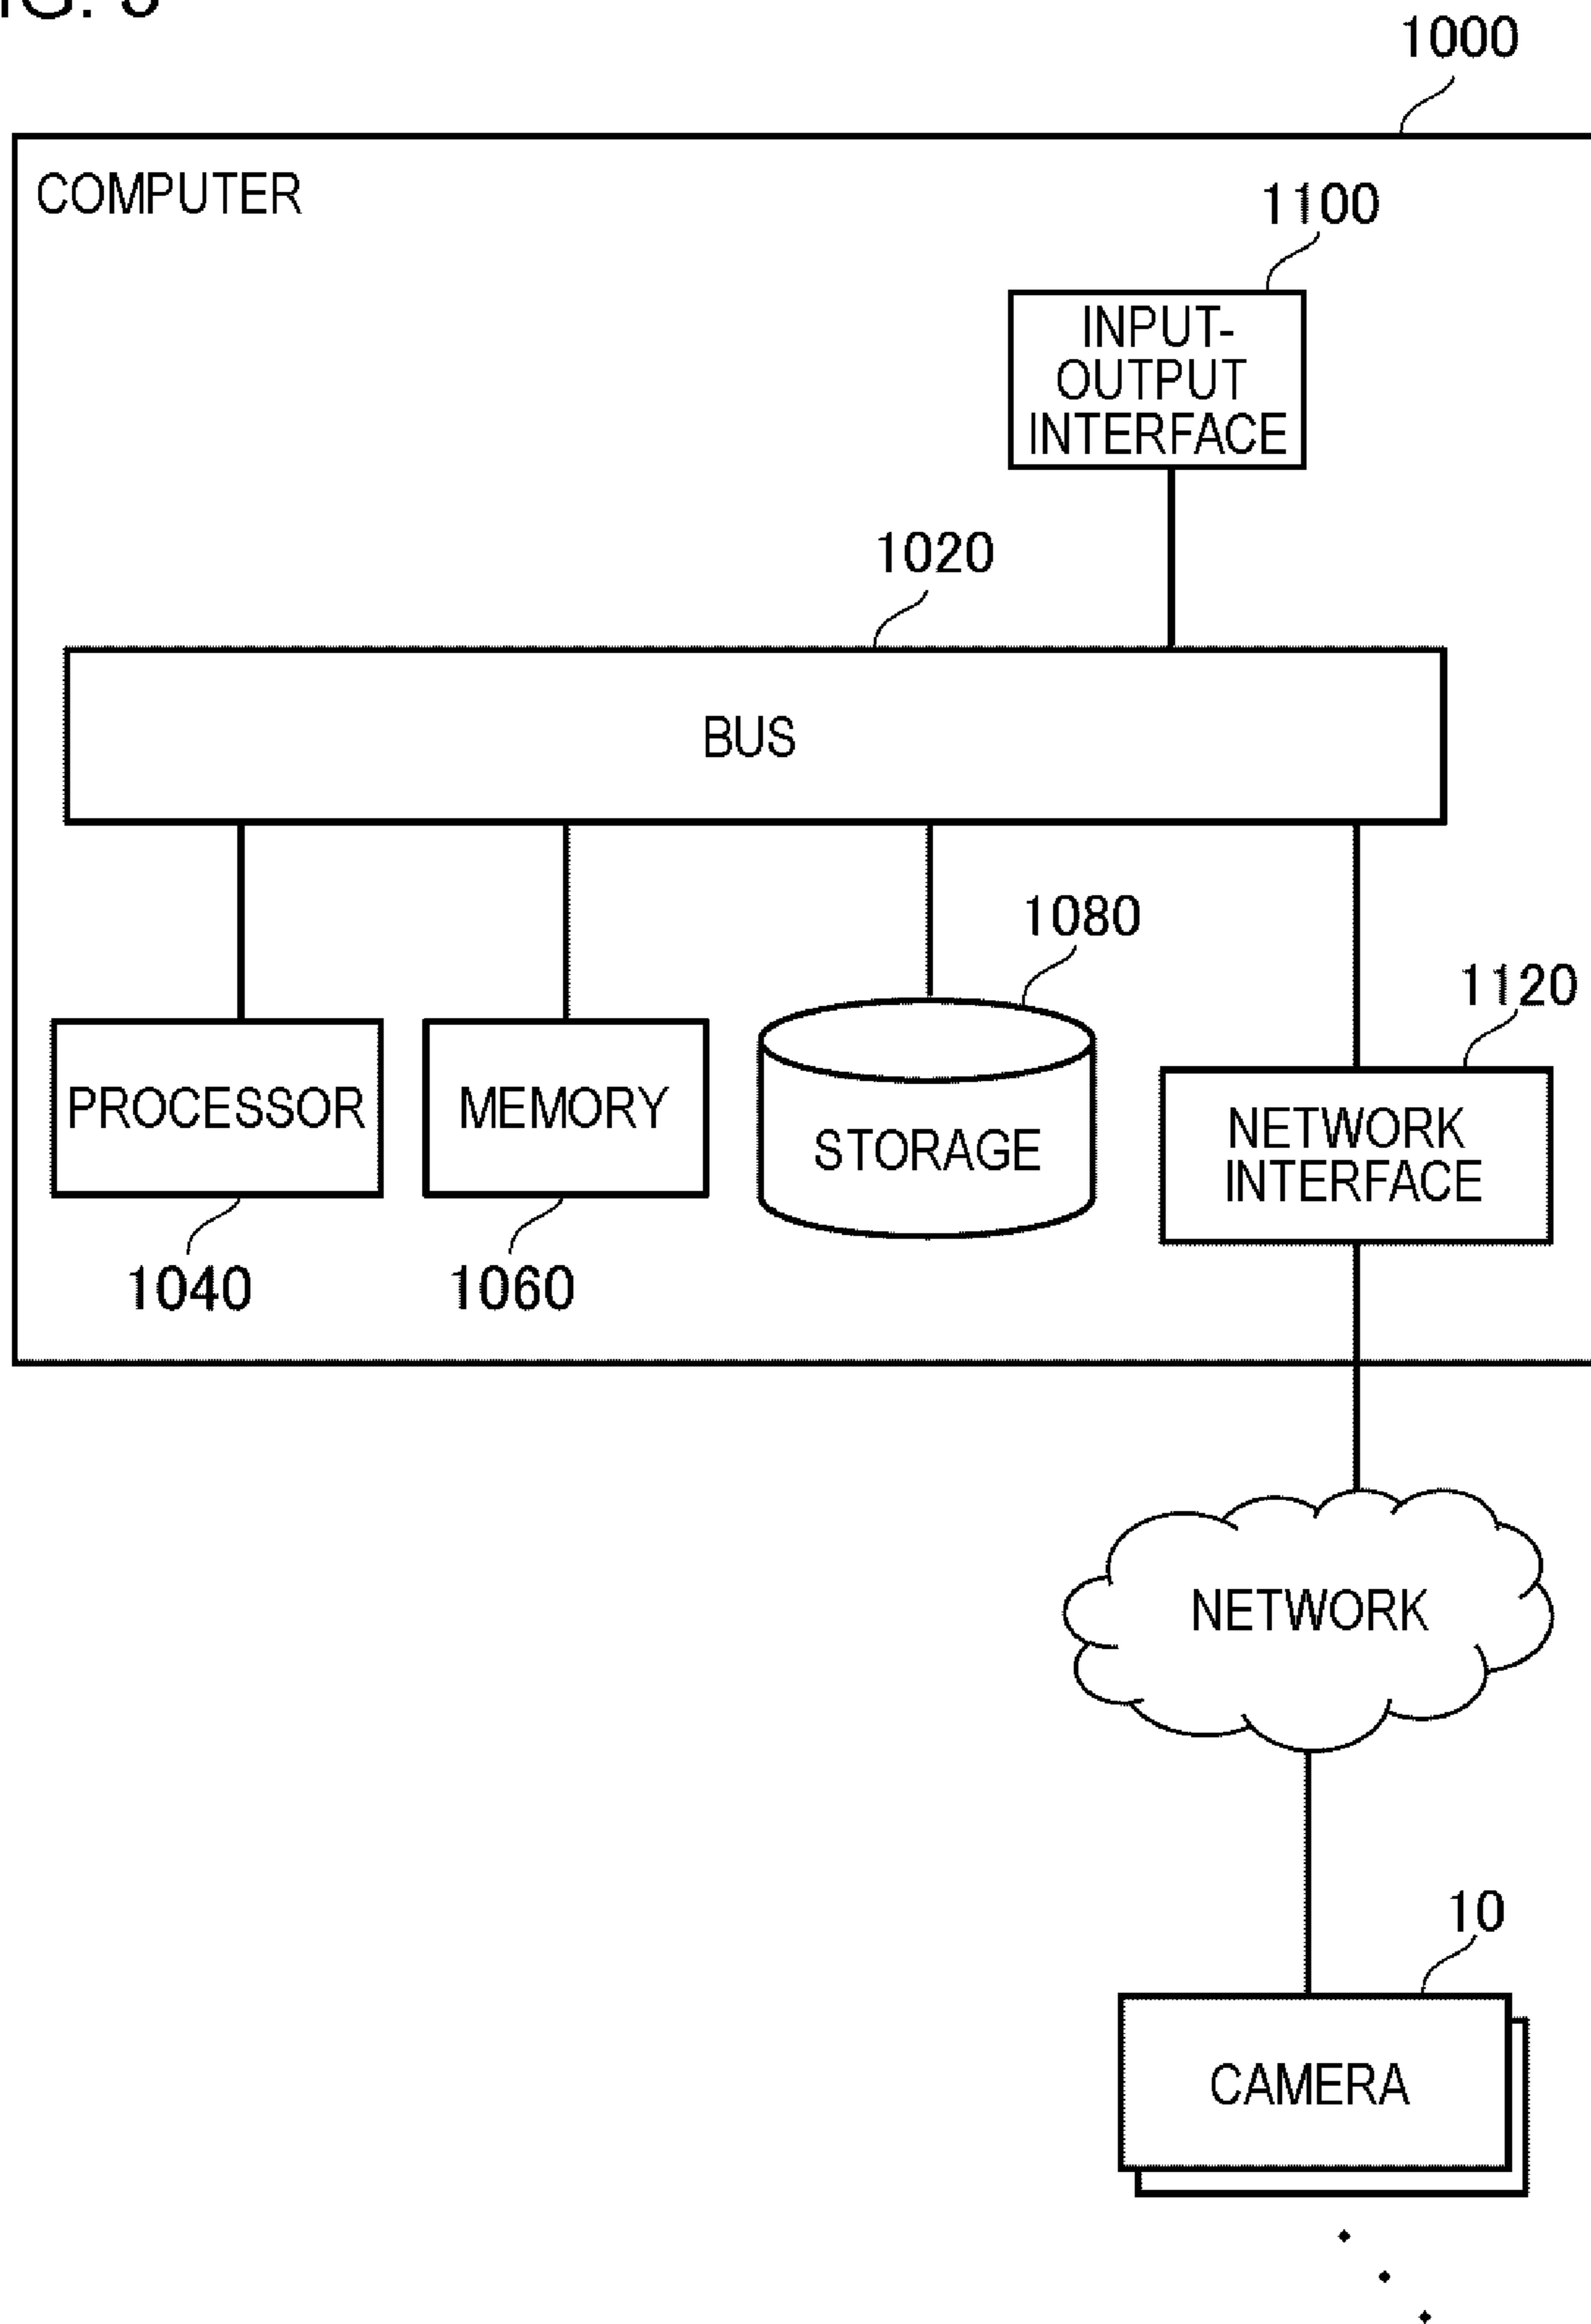 1000
COMPUTER
1100
INPUT-
OUTPUT
INTERFACE
1020
BUS
1080
1120
PROCESSOR
MEMORY
STORAGE
NETWORK
INTERFACE
1040
1060
NETWORK
10
CAMERA